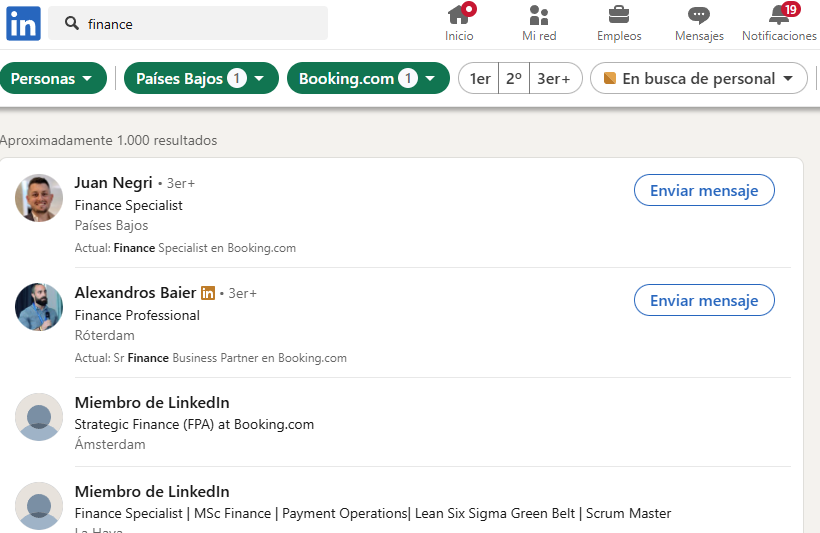 in
finance
Inicio
Mi red
Empleos
Mensajes
19
Notificaciones
Personas
Países Bajos 1
Booking.com 1
1er 2º 3er+
En busca de personal
Aproximadamente 1.000 resultados
Juan Negri • 3er+
Enviar mensaje
Finance Specialist
Países Bajos
Actual: Finance Specialist en Booking.com
Alexandros Baier in • 3er+
Enviar mensaje
Finance Professional
Róterdam
Actual: Sr Finance Business Partner en Booking.com
Miembro de LinkedIn
Strategic Finance (FPA) at Booking.com
Ámsterdam
Miembro de LinkedIn
Finance Specialist | MSc Finance | Payment Operations| Lean Six Sigma Green Belt | Scrum Master
La Haya